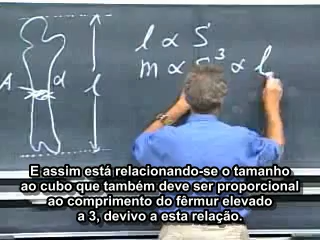 l ∝ S
m ∝ S³ ∝ l
A
d
l
E assim está relacionando-se o tamanho
ao cubo que também deve ser proporcional
ao comprimento do fêrmur elevado
a 3, devivo a esta relação.